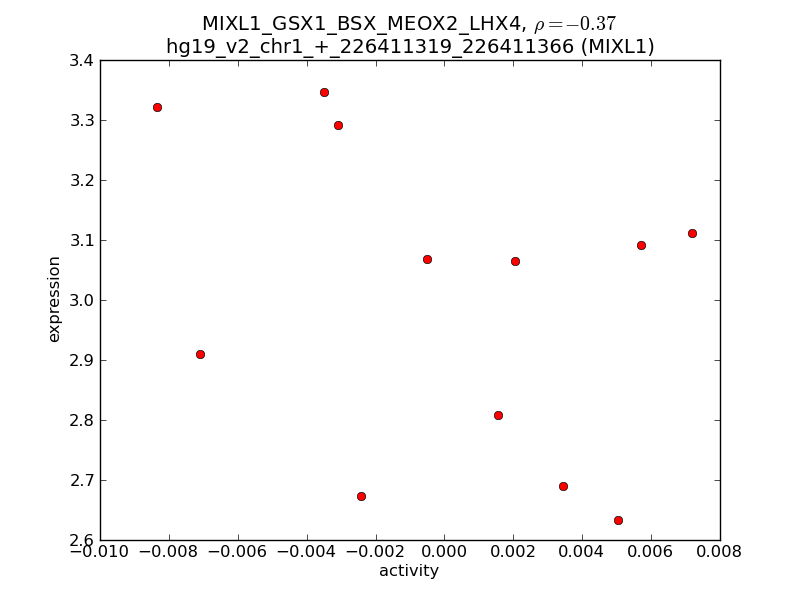 MIXL1_GSX1_BSX_MEOX2_LHX4, ρ = −0.37
hg19_v2_chr1_+_226411319_226411366 (MIXL1)
3.4
3.3
3.2
3.1
3.0
2.9
2.8
2.7
2.6
expression
−0.010 −0.008 −0.006 −0.004 −0.002 0.000 0.002 0.004 0.006 0.008
activity